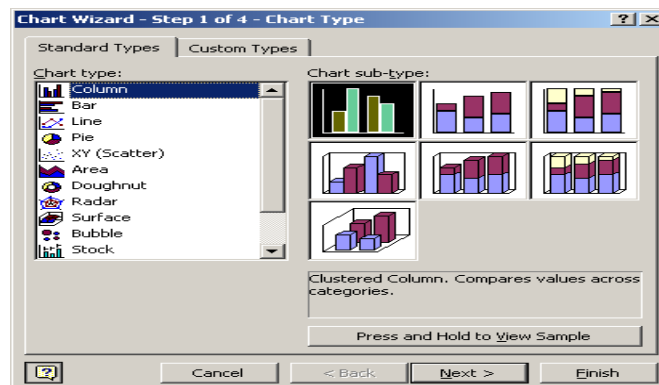 Chart Wizard - Step 1 of 4 - Chart Type
Standard Types Custom Types
Chart type:
Column
Bar
Line
Pie
XY (Scatter)
Area
Doughnut
Radar
Surface
Bubble
Stock
Chart sub-type:
Clustered Column. Compares values across
categories.
Press and Hold to View Sample
Cancel < Back Next > Finish